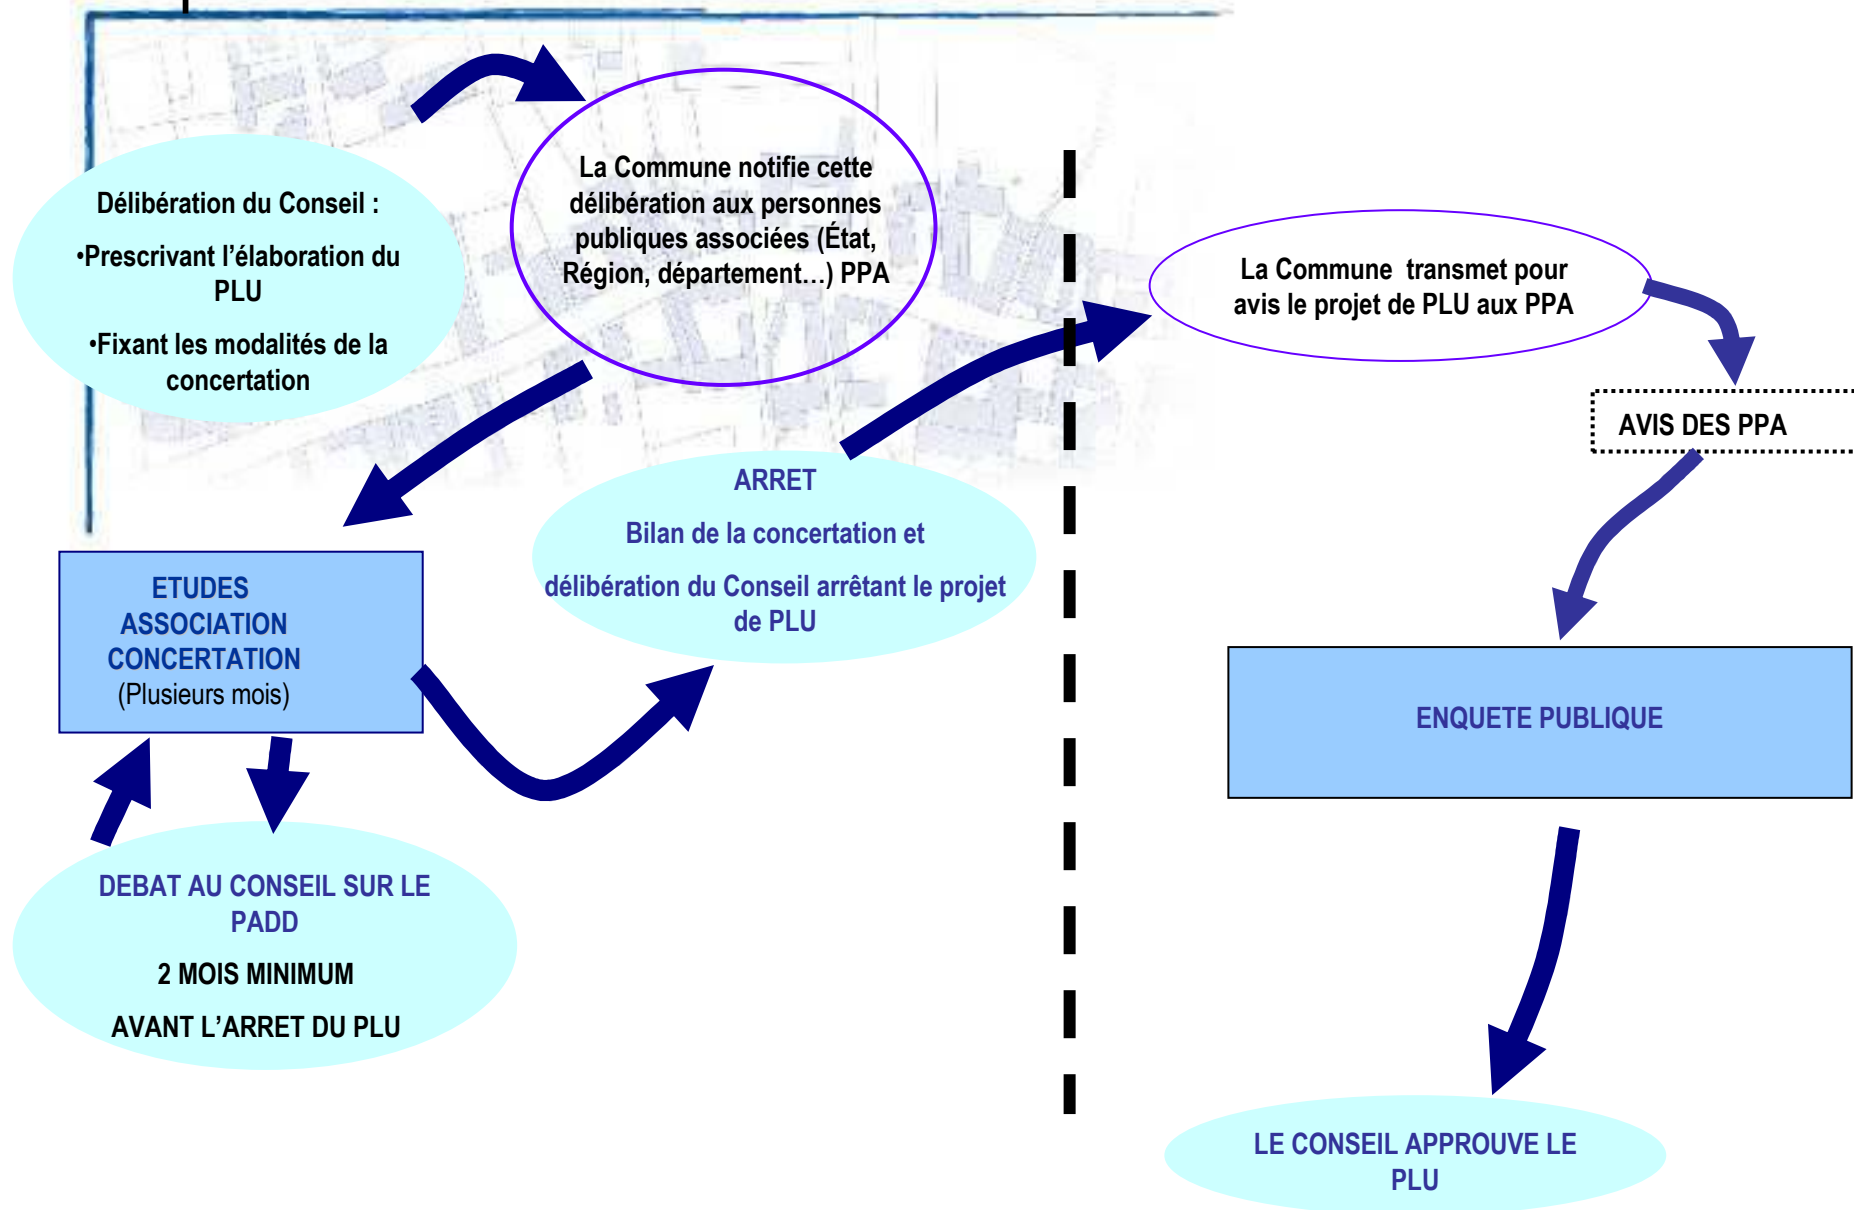 Délibération du Conseil :
•Prescrivant l’élaboration du
PLU
•Fixant les modalités de la
concertation
La Commune notifie cette
délibération aux personnes
publiques associées (État,
Région, département…) PPA
ETUDES
ASSOCIATION
CONCERTATION
(Plusieurs mois)
DEBAT AU CONSEIL SUR LE
PADD
2 MOIS MINIMUM
AVANT L’ARRET DU PLU
ARRET
Bilan de la concertation et
délibération du Conseil arrêtant le projet
de PLU
La Commune transmet pour
avis le projet de PLU aux PPA
AVIS DES PPA
ENQUETE PUBLIQUE
LE CONSEIL APPROUVE LE
PLU